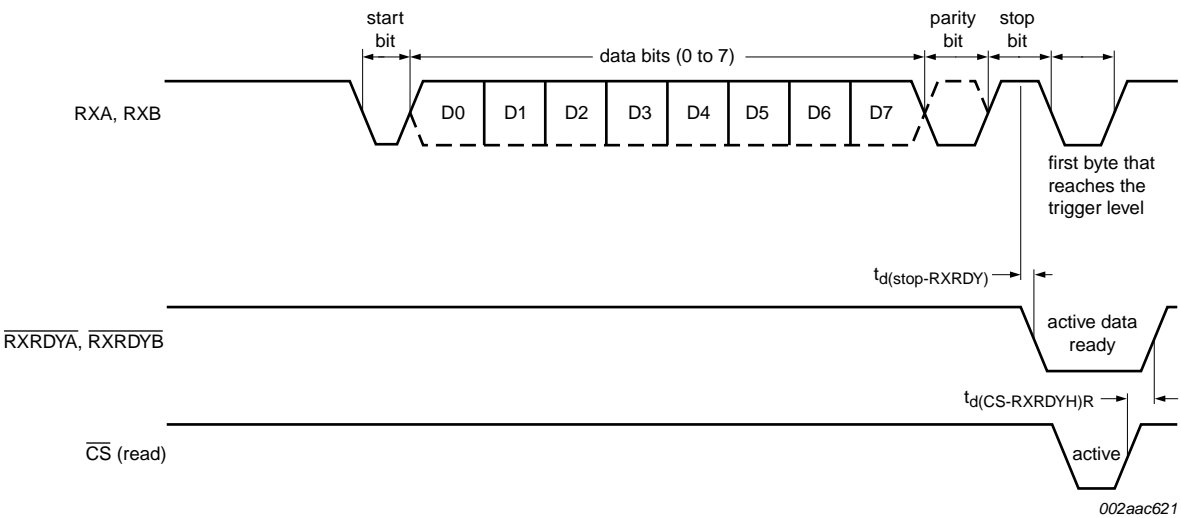 start
bit
data bits (0 to 7)
parity
bit
stop
bit
RXA, RXB
D0 D1 D2 D3 D4 D5 D6 D7
first byte that
reaches the
trigger level
td(stop-RXRDY)
RXRDYA, RXRDYB
active data
ready
td(CS-RXRDYH)R
CS (read)
active
002aac621